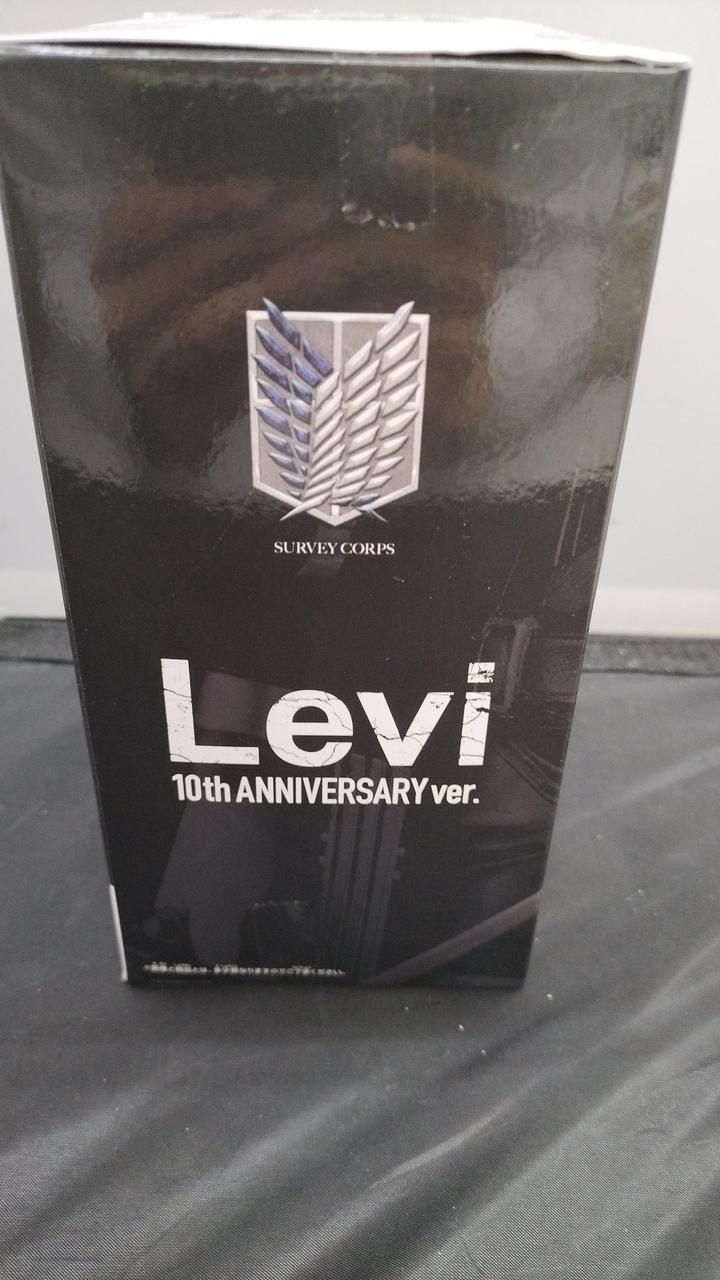 SURVEY CORPS
Levi
10th ANNIVERSARY ver.